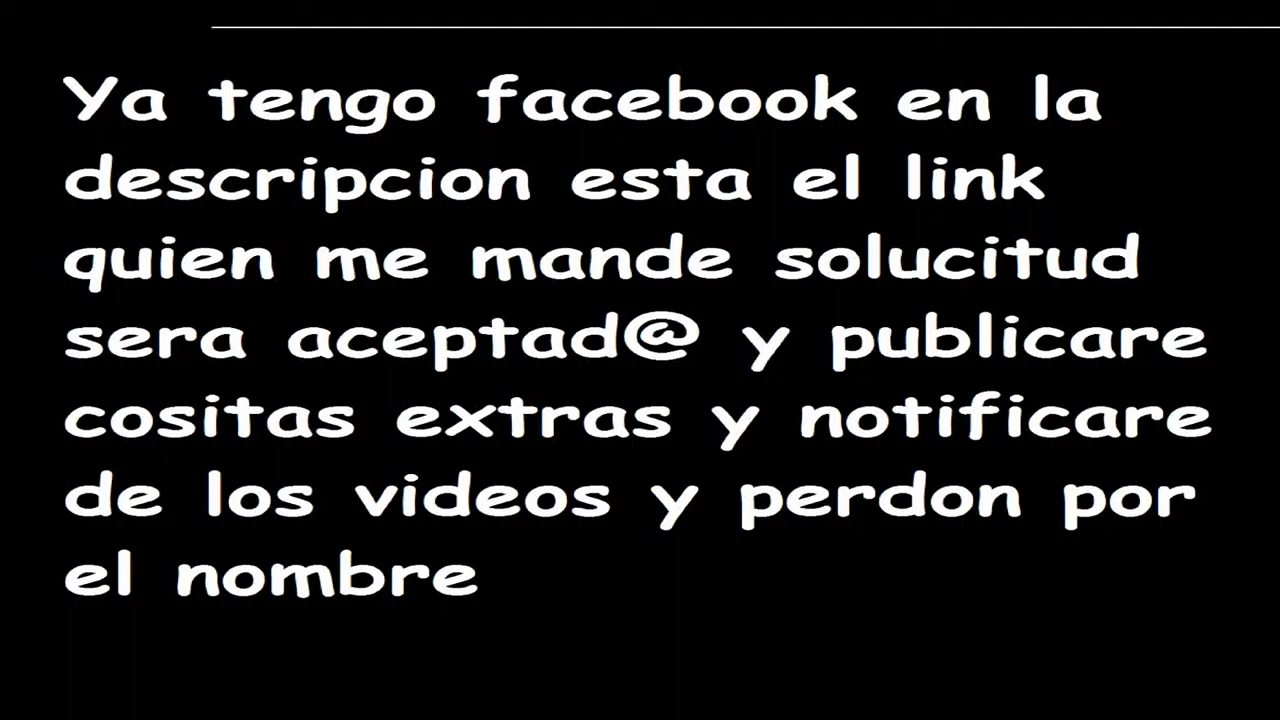 Ya tengo facebook en la
descripcion esta el link
quien me mande solucitud
sera aceptad@ y publicare
cositas extras y notificare
de los videos y perdon por
el nombre